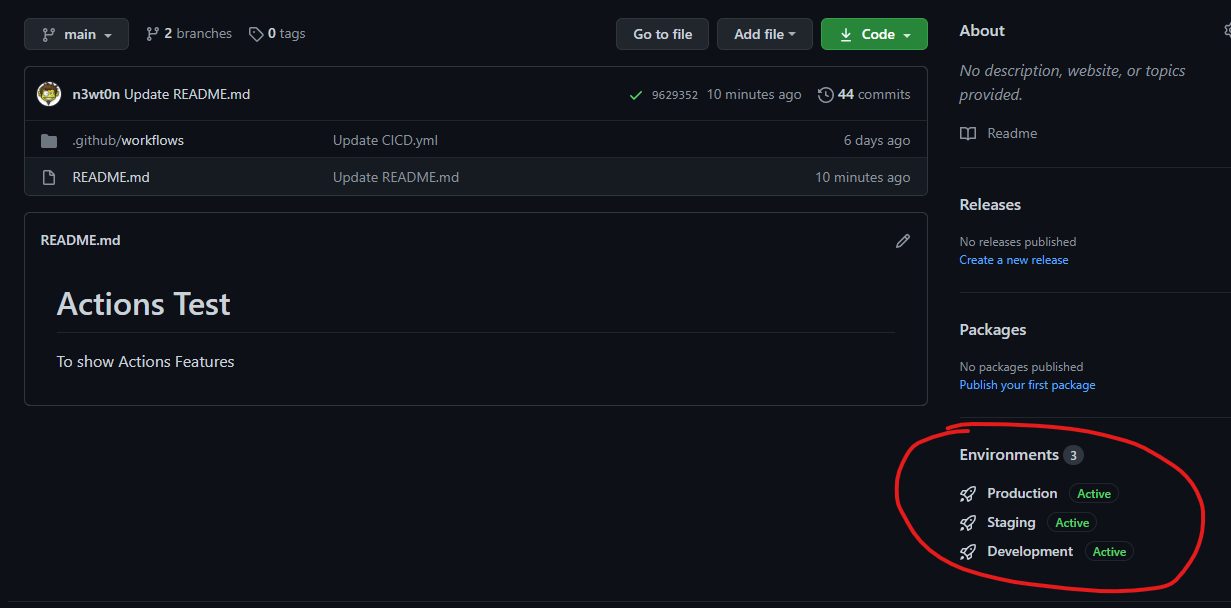 main 2 branches 0 tags Go to file Add file Code
n3wt0n Update README.md 9629352 10 minutes ago 44 commits
.github/workflows Update CICD.yml 6 days ago
README.md Update README.md 10 minutes ago
README.md
Actions Test
To show Actions Features
About
No description, website, or topics
provided.
Readme
Releases
No releases published
Create a new release
Packages
No packages published
Publish your first package
Environments 3
Production Active
Staging Active
Development Active